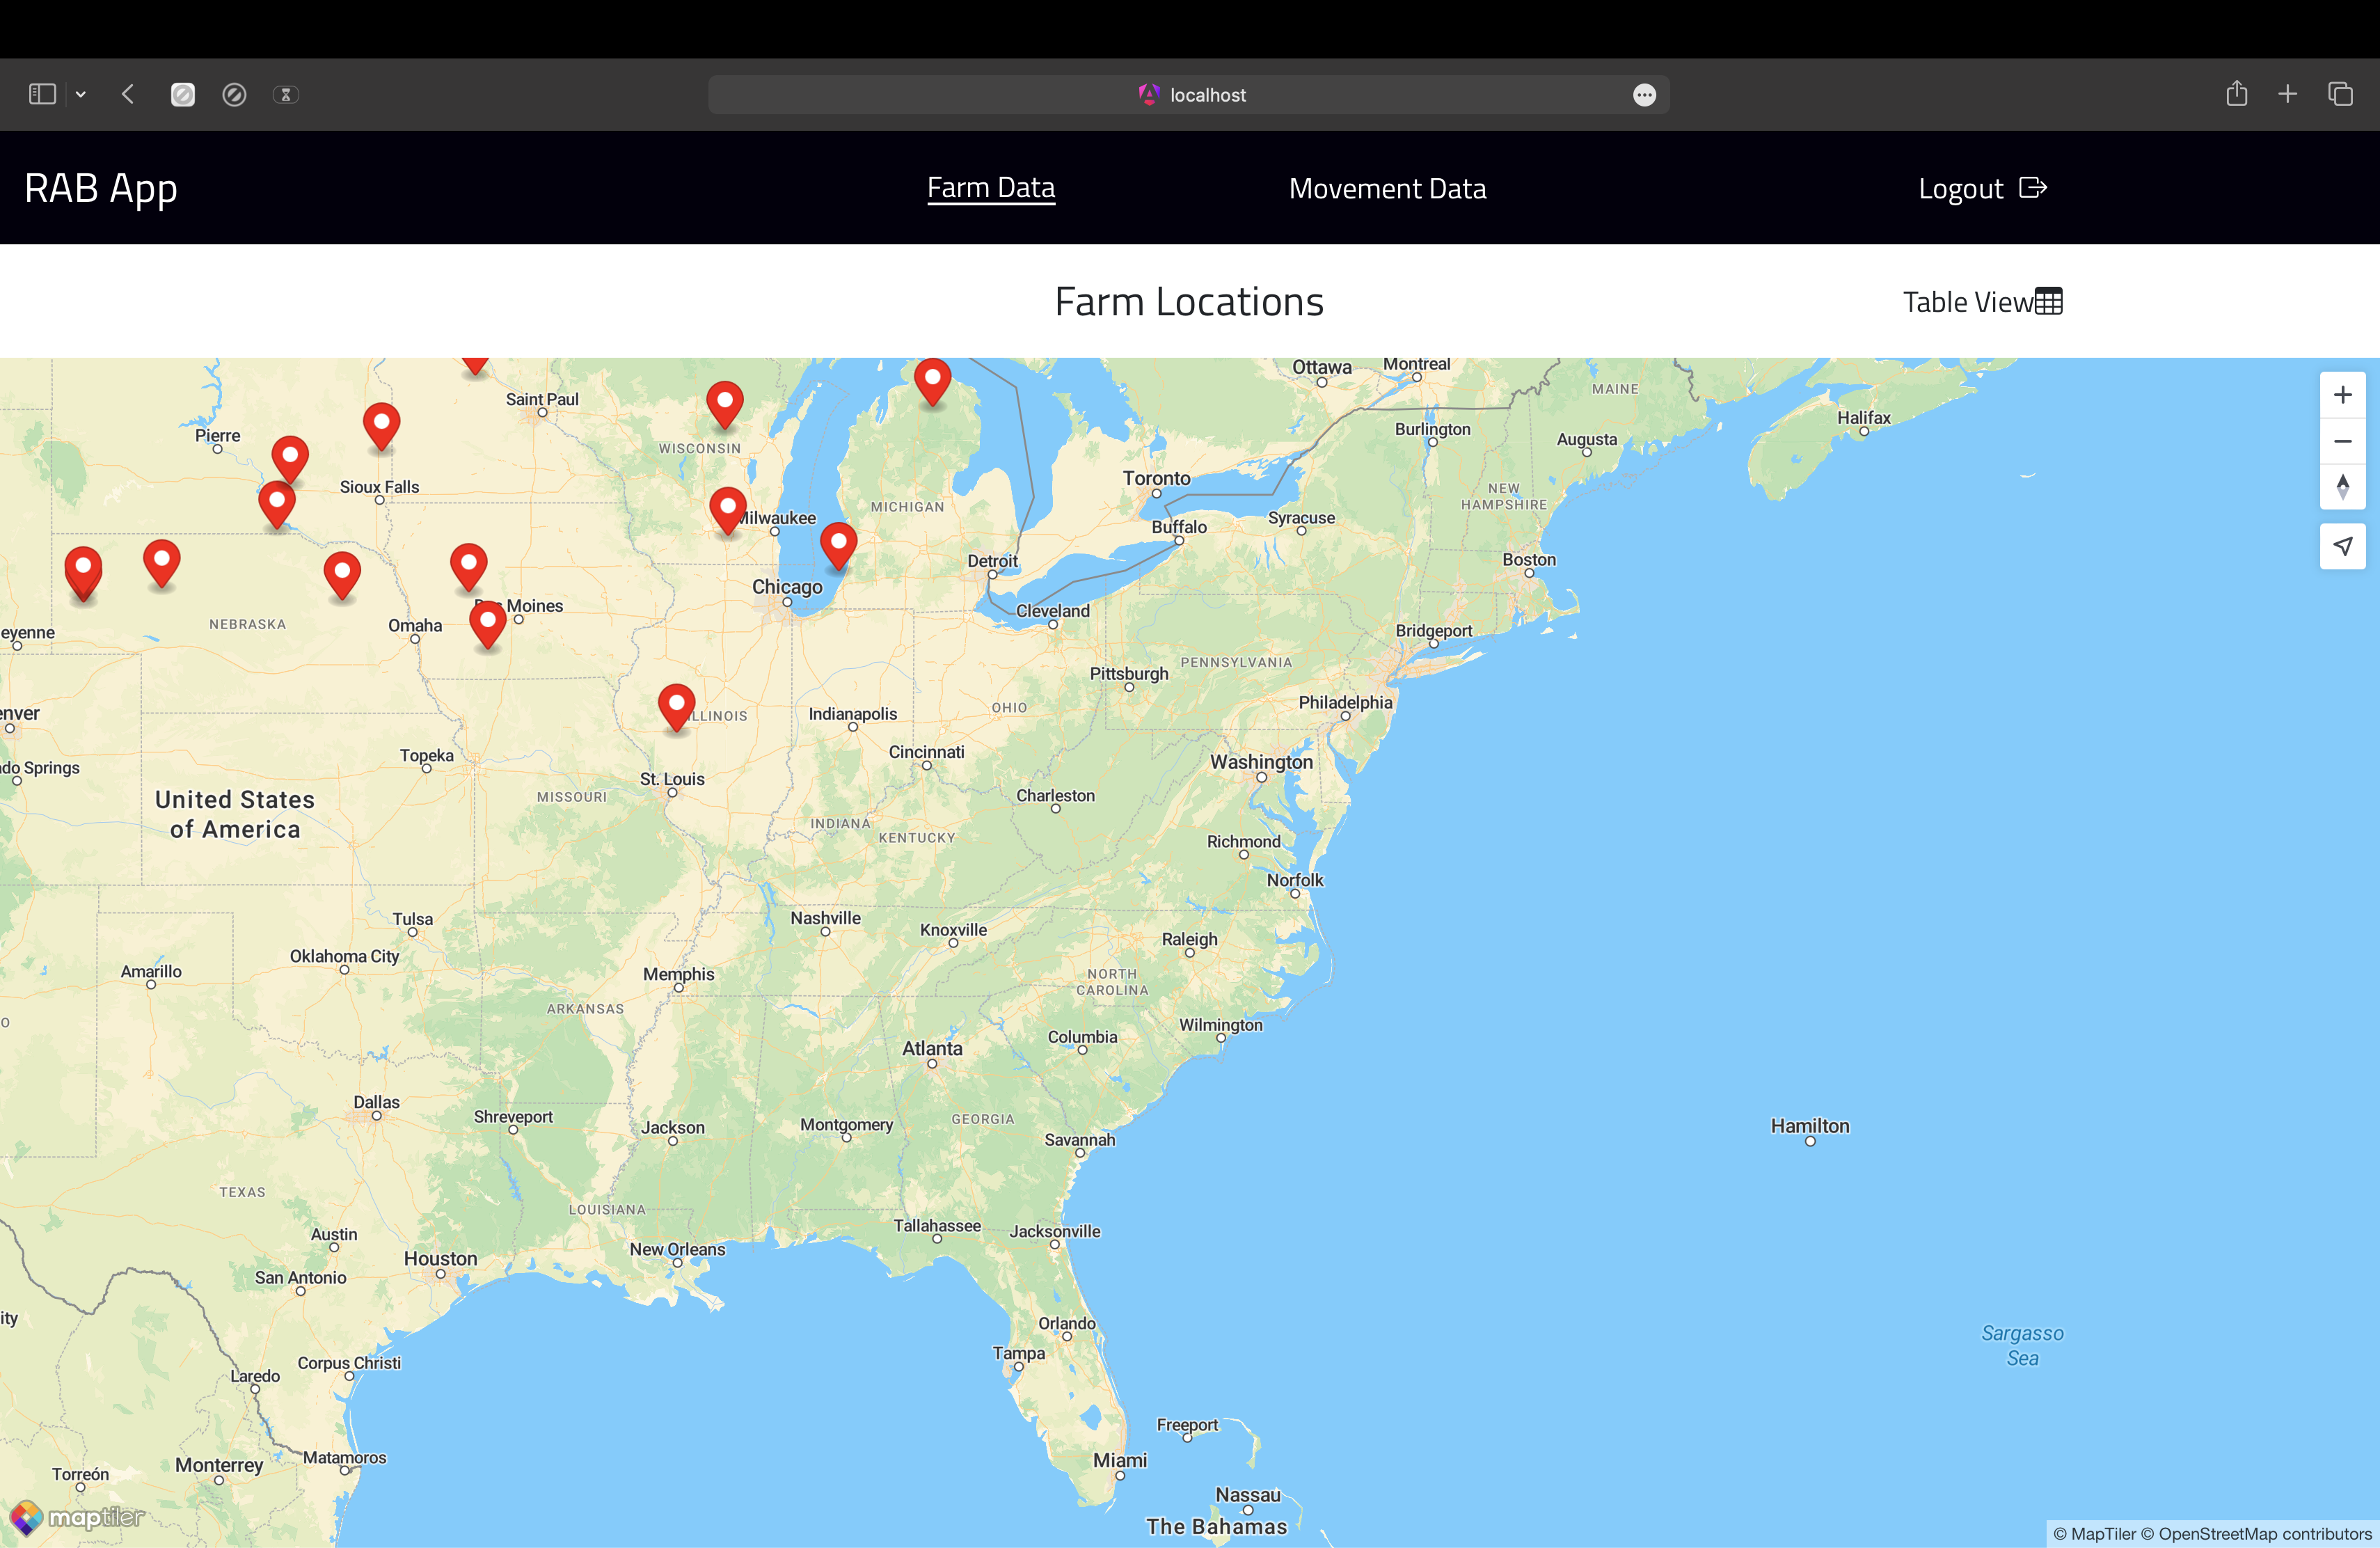 localhost
RAB App
Farm Data
Movement Data
Logout
Farm Locations
Table View
Ottawa
Montreal
MAINE
Saint Paul
Halifax
Burlington
Pierre
Augusta
WISCONSIN
Toronto
Sioux Falls
NEW
HAMPSHIRE
MICHIGAN
Milwaukee
Syracuse
Buffalo
Detroit
Boston
Chicago
Moines
Cleveland
NEBRASKA
Omaha
eyenne
Bridgeport
PENNSYLVANIA
Pittsburgh
Philadelphia
OHIO
enver
Indianapolis
LLINOIS
Cincinnati
Topeka
Washington
do Springs
St. Louis
Charleston
MISSOURI
United States
of America
INDIANA
KENTUCKY
Richmond
Norfolk
Tulsa
Nashville
Knoxville
Raleigh
Oklahoma City
Amarillo
Memphis
NORTH
CAROLINA
ARKANSAS
O
Wilmington
Columbia
Atlanta
Dallas
Shreveport
GEORGIA
Jackson
Montgomery
Hamilton
Savannah
TEXAS
LOUISIANA
Tallahassee
Jacksonville
Austin
New Orleans
Houston
San Antonio
ity
Orlando
Sargasso
Sea
Tampa
Corpus Christi
Laredo
Freeport
Matamoros
Miami
Monterrey
Torreón
Nassau
The Bahamas
maptiler
© MapTiler © OpenStreetMap contributors